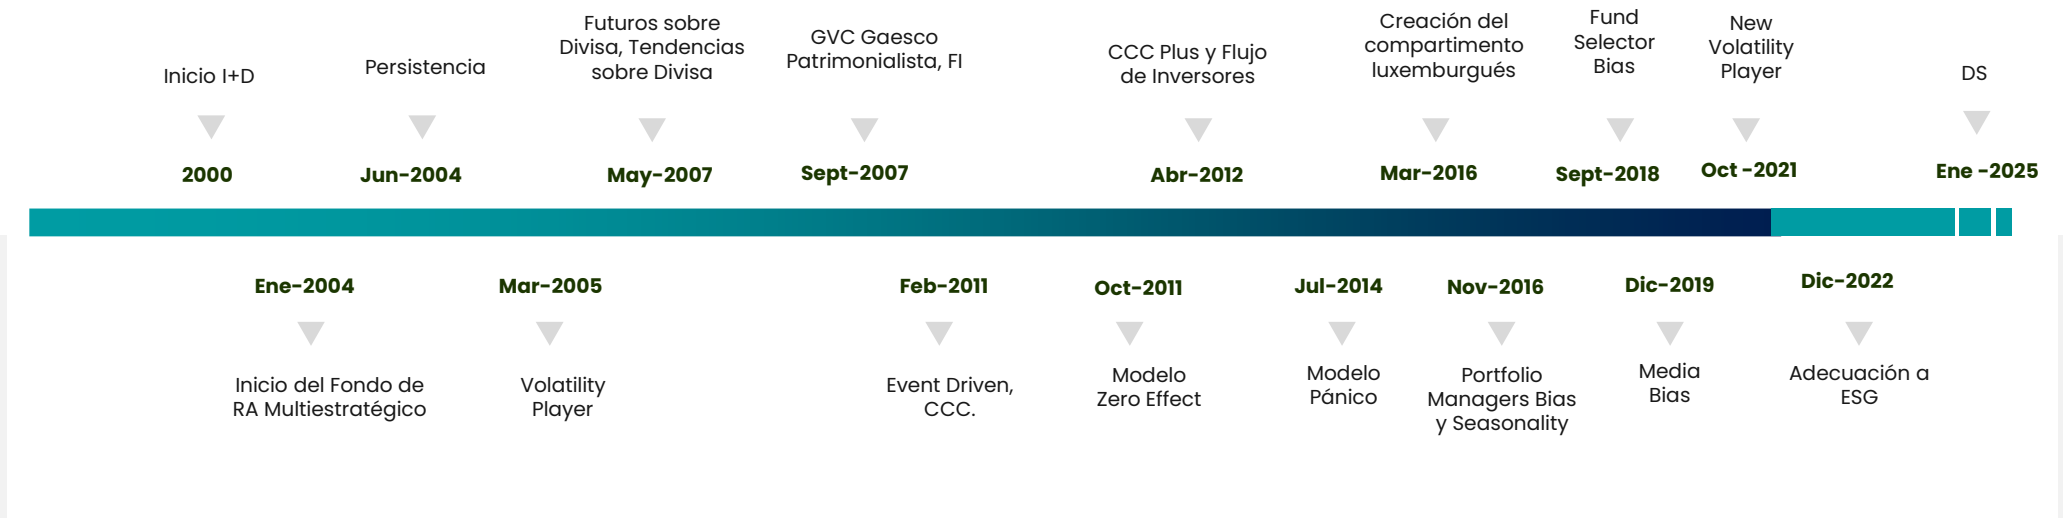 Inicio I+D
2000
Persistencia
Jun-2004
Futuros sobre
Divisa, Tendencias
sobre Divisa
May-2007
GVC Gaesco
Patrimonialista, FI
Sept-2007
CCC Plus y Flujo
de Inversores
Abr-2012
Creación del
compartimento
luxemburgués
Mar-2016
Fund
Selector
Bias
Sept-2018
New
Volatility
Player
Oct -2021
DS
Ene -2025
Ene-2004
Inicio del Fondo de
RA Multiestratégico
Mar-2005
Volatility
Player
Feb-2011
Event Driven,
CCC.
Oct-2011
Modelo
Zero Effect
Jul-2014
Modelo
Pánico
Nov-2016
Portfolio
Managers Bias
y Seasonality
Dic-2019
Media
Bias
Dic-2022
Adecuación a
ESG